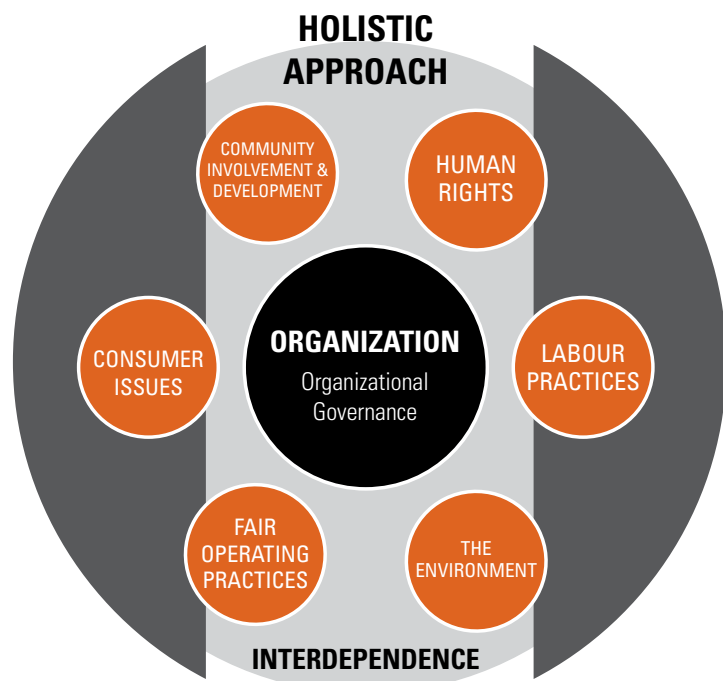 HOLISTIC
APPROACH
COMMUNITY
INVOLVEMENT &
DEVELOPMENT
HUMAN
RIGHTS
CONSUMER
ISSUES
ORGANIZATION
Organizational
Governance
LABOUR
PRACTICES
FAIR
OPERATING
PRACTICES
THE
ENVIRONMENT
INTERDEPENDENCE